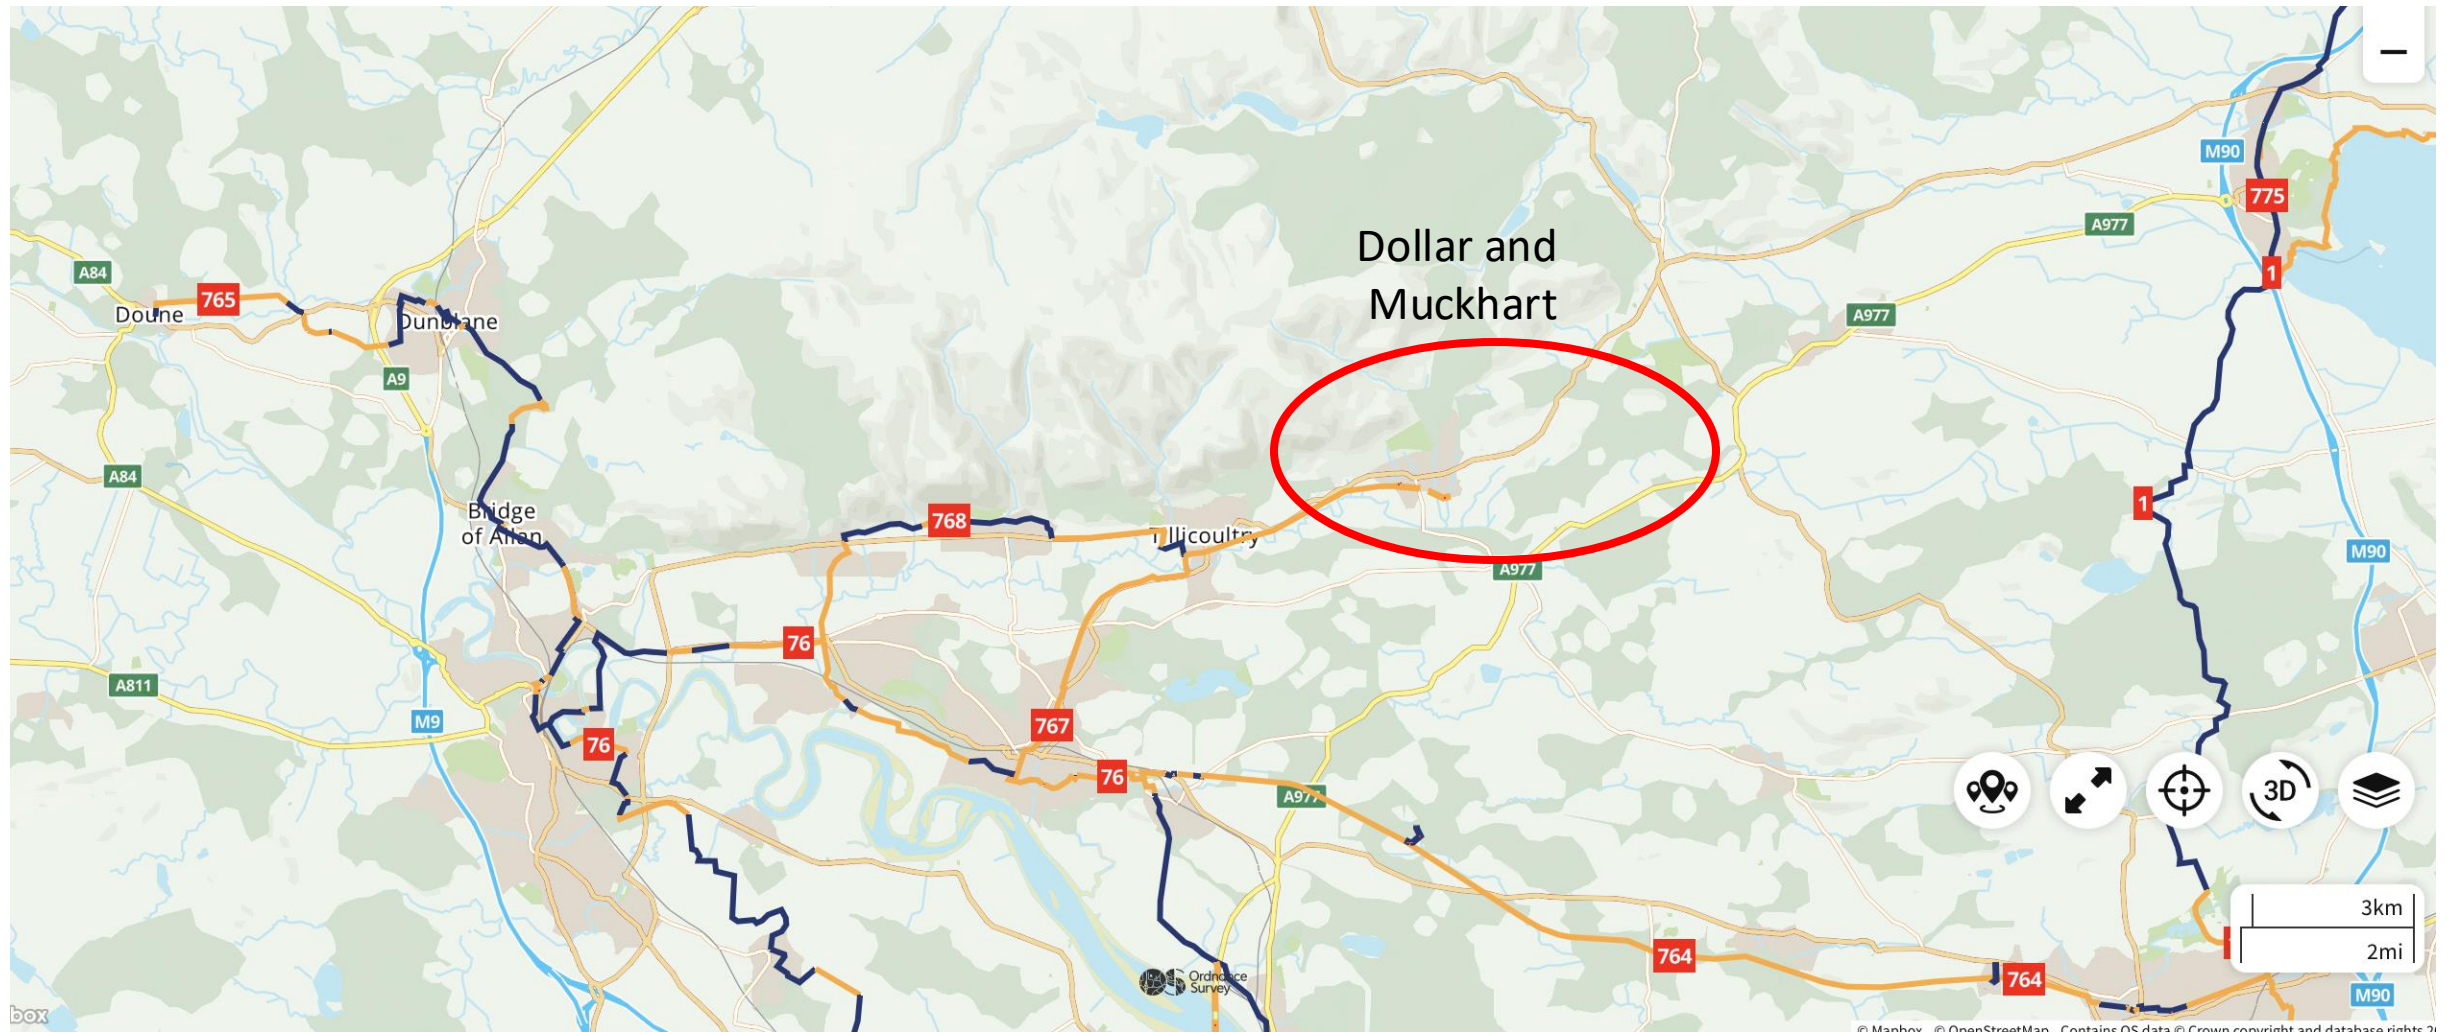 M90
775
A977
Dollar and
Muckhart
A84
765
1
Doune
Dunblane
A977
A9
A84
1
Bridge
of Allan
768
Tillicoultry
M90
A977
76
A811
M9
767
76
76
A977
3km
764
2mi
764
Ordnance
Survey
M90
box
© Mapbox © OpenStreetMap Contains OS data © Crown copyright and database rights 20
3D